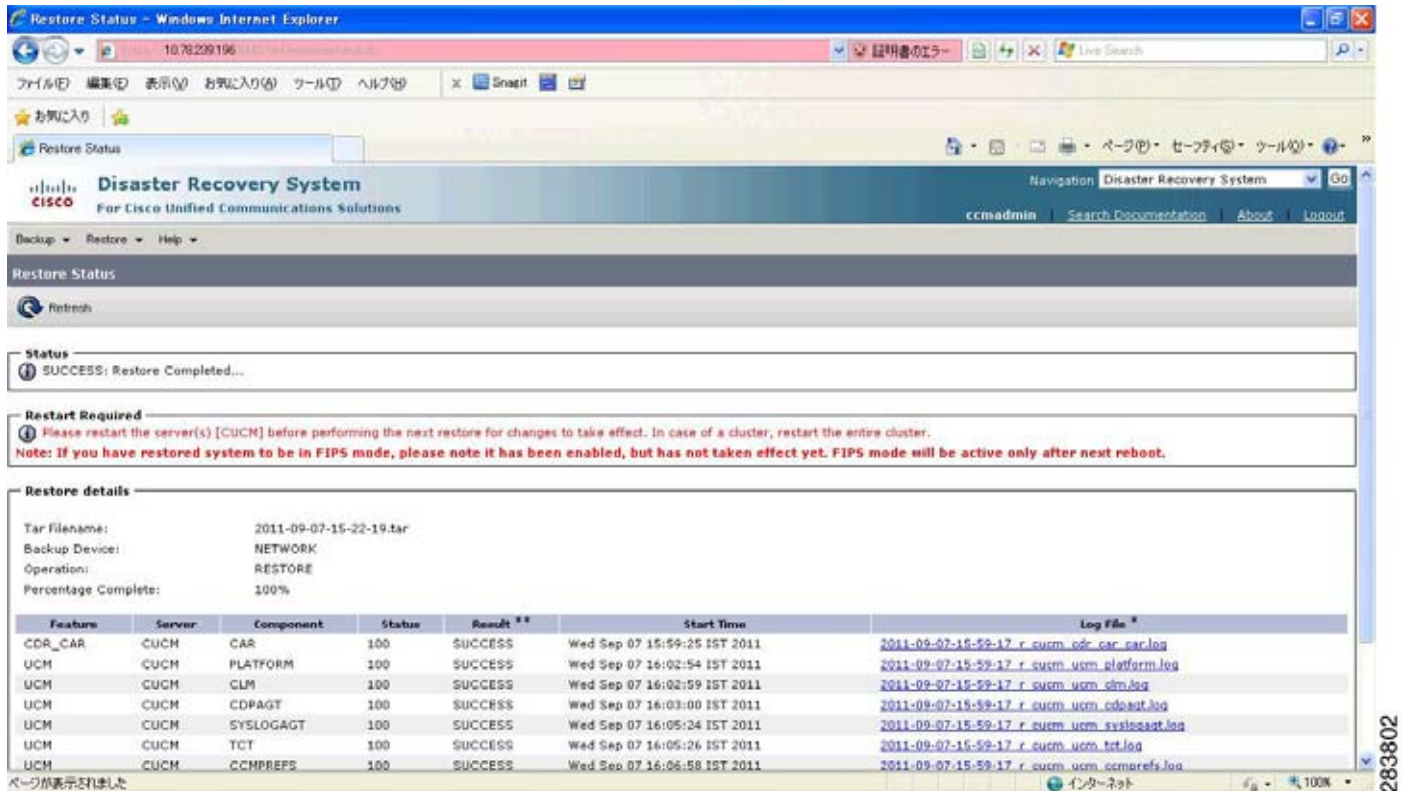 Restore Status - Windows Internet Explorer
10.78.239.196
証明書のエラー
Live Search
ファイル(F) 編集(E) 表示(V) お気に入り(A) ツール(T) ヘルプ(H) x Snagit
お気に入り
Restore Status
ページ(P) セーフティ(S) ツール(O)
CISCO
Disaster Recovery System
For Cisco Unified Communications Solutions
Navigation Disaster Recovery System Go
ccmadmin Search Documentation About Logout
Backup Restore Help
Restore Status
Refresh
Status
SUCCESS: Restore Completed...
Restart Required
Please restart the server(s) [CUCM] before performing the next restore for changes to take effect. In case of a cluster, restart the entire cluster.
Note: If you have restored system to be in FIPS mode, please note it has been enabled, but has not taken effect yet. FIPS mode will be active only after next reboot.
Restore details
Tar Filename: 2011-09-07-15-22-19.tar
Backup Device: NETWORK
Operation: RESTORE
Percentage Complete: 100%
Feature Server Component Status Result ** Start Time Log File *
CDR_CAR CUCM CAR 100 SUCCESS Wed Sep 07 15:59:25 IST 2011 2011-09-07-15-59-17_r_cucm_cdr_car_car.log
UCM CUCM PLATFORM 100 SUCCESS Wed Sep 07 16:02:54 IST 2011 2011-09-07-15-59-17_r_cucm_ucm_platform.log
UCM CUCM CLM 100 SUCCESS Wed Sep 07 16:02:59 IST 2011 2011-09-07-15-59-17_r_cucm_ucm_clm.log
UCM CUCM CDPAGT 100 SUCCESS Wed Sep 07 16:03:00 IST 2011 2011-09-07-15-59-17_r_cucm_ucm_cdpagt.log
UCM CUCM SYSLOGAGT 100 SUCCESS Wed Sep 07 16:05:24 IST 2011 2011-09-07-15-59-17_r_cucm_ucm_syslogagt.log
UCM CUCM TCT 100 SUCCESS Wed Sep 07 16:05:26 IST 2011 2011-09-07-15-59-17_r_cucm_ucm_tct.log
UCM CUCM CCMPREFS 100 SUCCESS Wed Sep 07 16:06:58 IST 2011 2011-09-07-15-59-17_r_cucm_ucm_ccmprefs.log
ページが表示されました インターネット 100%
283802